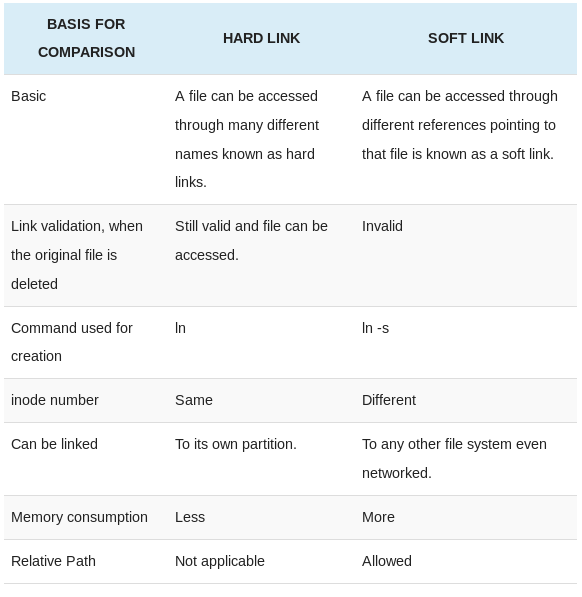 BASIS FOR
COMPARISON
HARD LINK
SOFT LINK
Basic
A file can be accessed
through many different
names known as hard
links.
A file can be accessed through
different references pointing to
that file is known as a soft link.
Link validation, when
the original file is
deleted
Still valid and file can be
accessed.
Invalid
Command used for
creation
ln
ln -s
inode number
Same
Different
Can be linked
To its own partition.
To any other file system even
networked.
Memory consumption
Less
More
Relative Path
Not applicable
Allowed